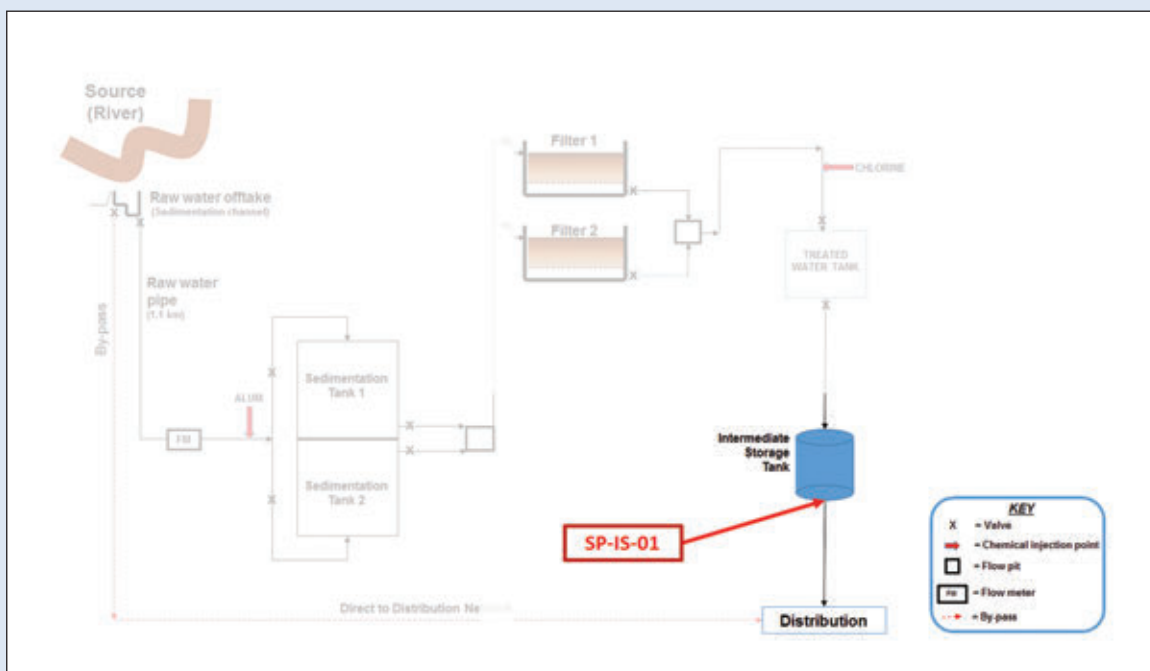 Source
(River)
Raw water offtake
(Sedimentation channel)
Raw water
pipe
(1.1 km)
By-pass
FM
ALUM
Sedimentation
Tank 1
Sedimentation
Tank 2
Filter 1
Filter 2
CHLORINE
TREATED
WATER TANK
Intermediate
Storage
Tank
SP-IS-01
Direct to Distribution
Distribution
KEY
X = Valve
= Chemical injection point
= Flow pit
FM = Flow meter
= By-pass